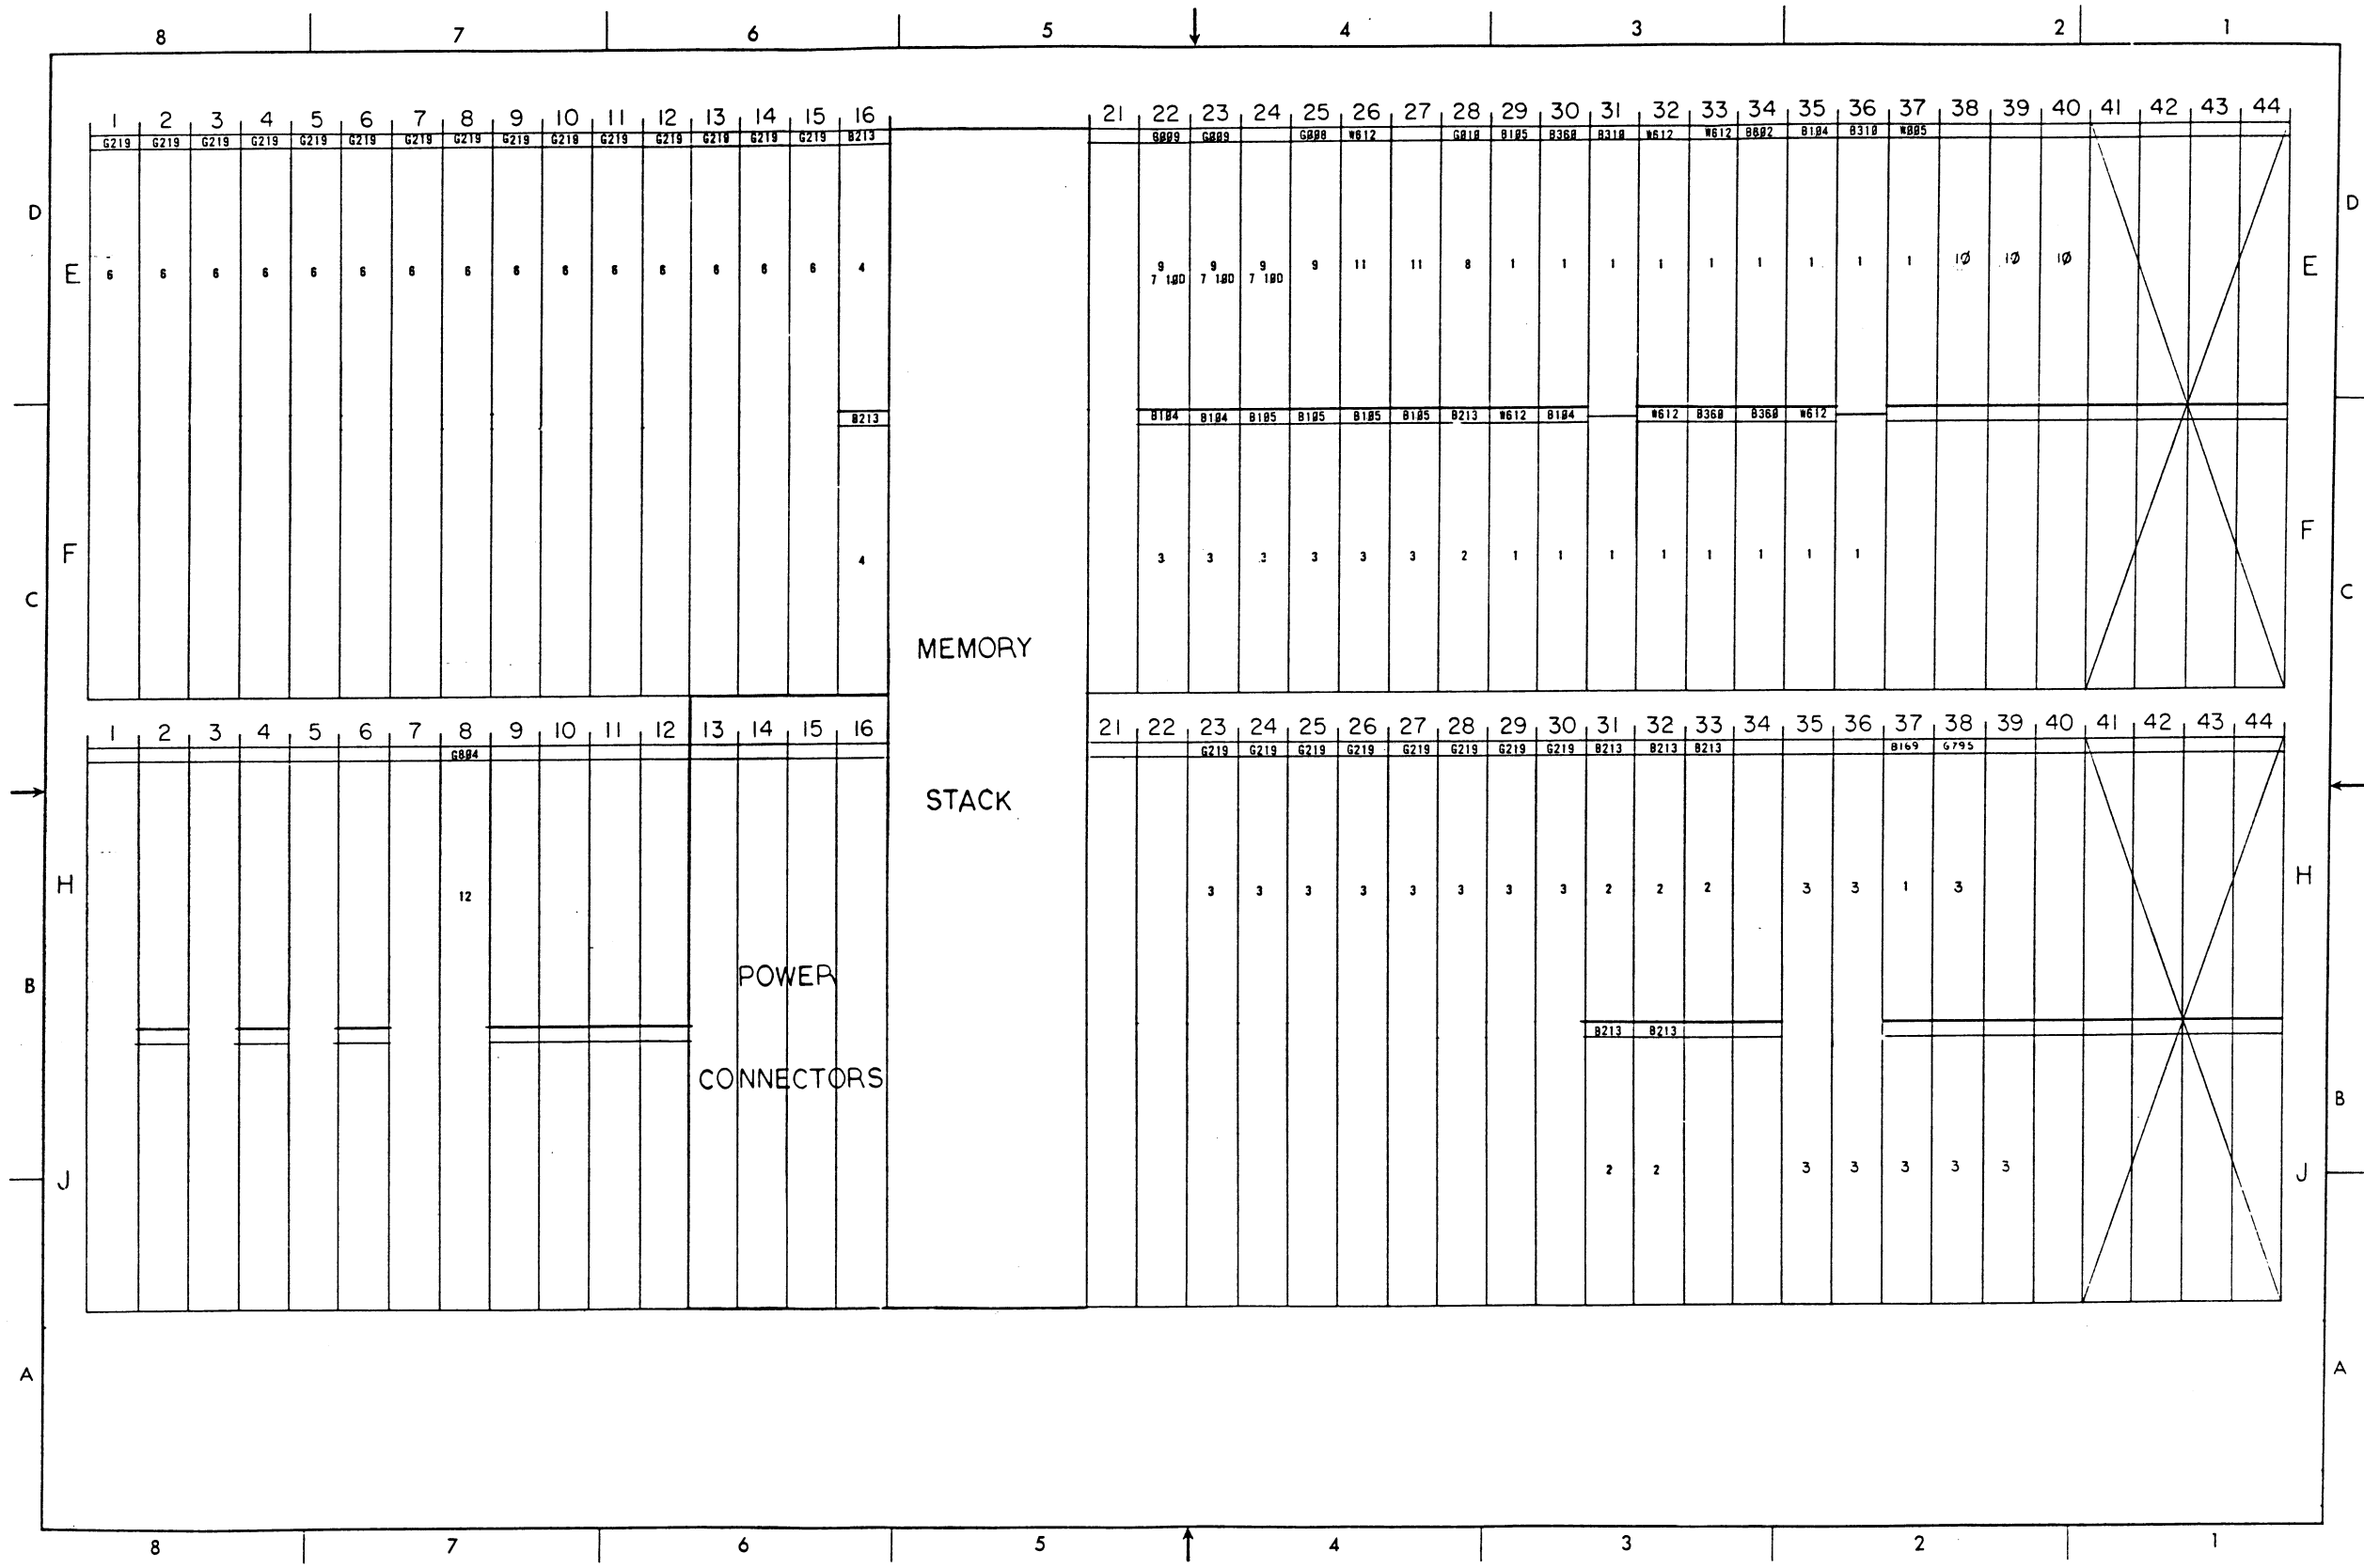 8 7 6 5 4 3 2 1
1 2 3 4 5 6 7 8 9 10 11 12 13 14 15 16 21 22 23 24 25 26 27 28 29 30 31 32 33 34 35 36 37 38 39 40 41 42 43 44
G219 G219 G219 G219 G219 G219 G219 G219 G219 G219 G219 G219 G219 G219 G219 B213 G009 G009 W612 B105 B360 B310 W612 W612 B104 B310 W005
D D
E 6 6 6 6 6 6 6 6 6 6 6 6 6 6 6 4 9 9 9 9 11 11 8 1 1 1 1 1 1 1 1 1 10 10 10 E
7 10D 7 10D 7 10D
B213 B104 B104 B105 B105 B105 B105 B213 W612 B104 W612 B360 B360 W612
F 4 3 3 3 3 3 3 2 1 1 1 1 1 1 1 1 F
C C
MEMORY
1 2 3 4 5 6 7 8 9 10 11 12 13 14 15 16 21 22 23 24 25 26 27 28 29 30 31 32 33 34 35 36 37 38 39 40 41 42 43 44
G804 G219 G219 G219 G219 G219 G219 G219 G219 B213 B213 B213 B169 G795
STACK
H 12 3 3 3 3 3 3 3 3 2 2 2 3 3 1 3 H
B POWER
B213 B213
CONNECTORS B
J 2 2 3 3 3 3 3 J
A A
8 7 6 5 4 3 2 1